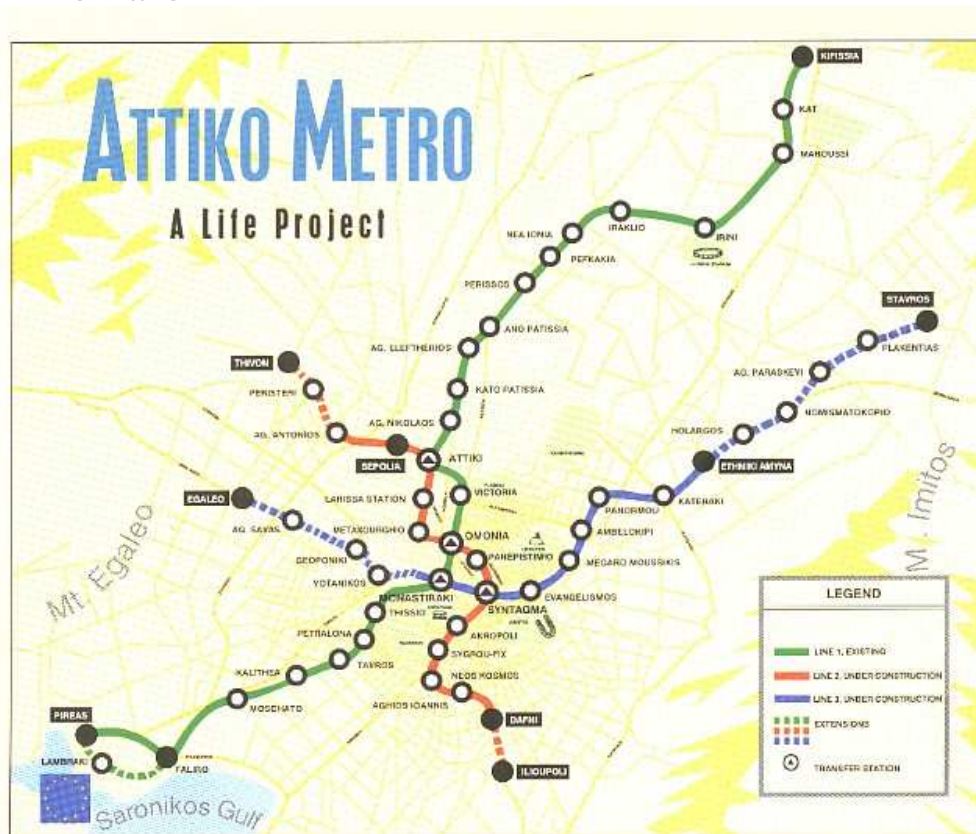 ATTIKO METRO
A Life Project
KIFISSIA
KAT
MAROUSSI
IRINI
IRAKLIO
NEA IONIA
PEFKAKIA
PERISSOS
ANO PATISSIA
AG. ELEFTHERIOS
KATO PATISSIA
AG. NIKOLAOS
ATTIKI
VICTORIA
OMONIA
MONASTIRAKI
THISSIO
PETRALONA
TAVROS
KALITHEA
MOSCHATO
FALIRO
PIREAS
LAMBRAKI
THIVON
PERISTERI
AG. ANTONIOS
SEPOLIA
LARISSA STATION
METAXOURGHIO
PANEPISTIMIO
SYNTAGMA
AKROPOLI
SYGROU-FIX
NEOS KOSMOS
AGHIOS IOANNIS
DAPHI
ILIOUPOLI
EGALEO
AG. SAVAS
GEOPONIKI
VOTANIKOS
EVANGELISMOS
MEGARO MOUSSIKIS
AMBELOKIPI
PANORMOU
KATEHAKI
ETHNIKI AMYNA
HOLARGOS
NOMISMATOKOPIO
AG. PARASKEVI
PLAKENTIAS
STAVROS
Mt. Egaleo
M. Imitos
Saronikos Gulf
LEGEND
LINE 1, EXISTING
LINE 2, UNDER CONSTRUCTION
LINE 3, UNDER CONSTRUCTION
EXTENSIONS
TRANSFER STATION